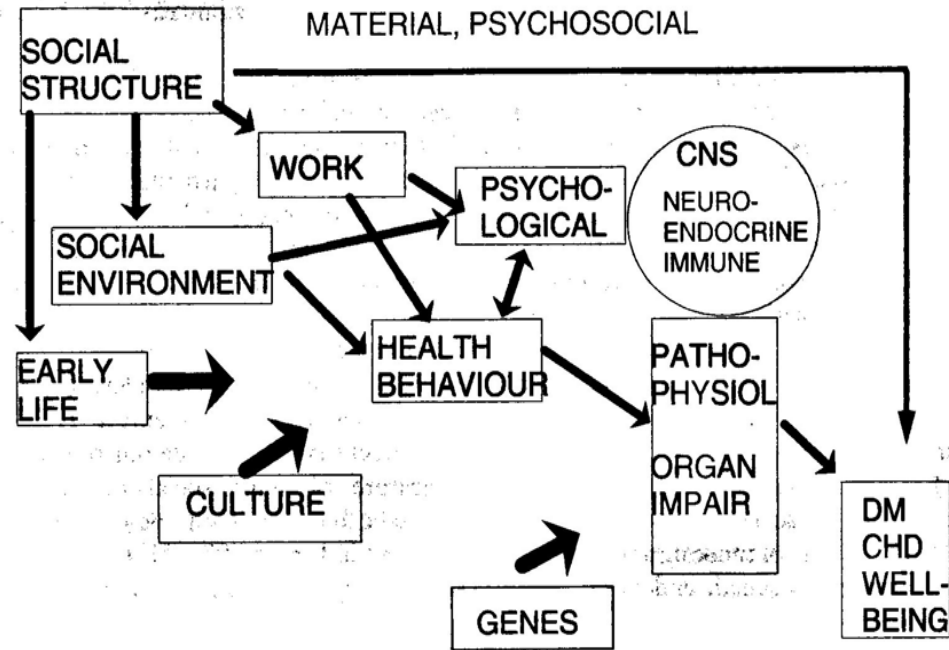 MATERIAL, PSYCHOSOCIAL
SOCIAL
STRUCTURE
WORK
PSYCHO-
LOGICAL
CNS
NEURO-
ENDOCRINE
IMMUNE
SOCIAL
ENVIRONMENT
HEALTH
BEHAVIOUR
PATHO-
PHYSIOL
ORGAN
IMPAIR
EARLY
LIFE
CULTURE
GENES
DM
CHD
WELL-
BEING